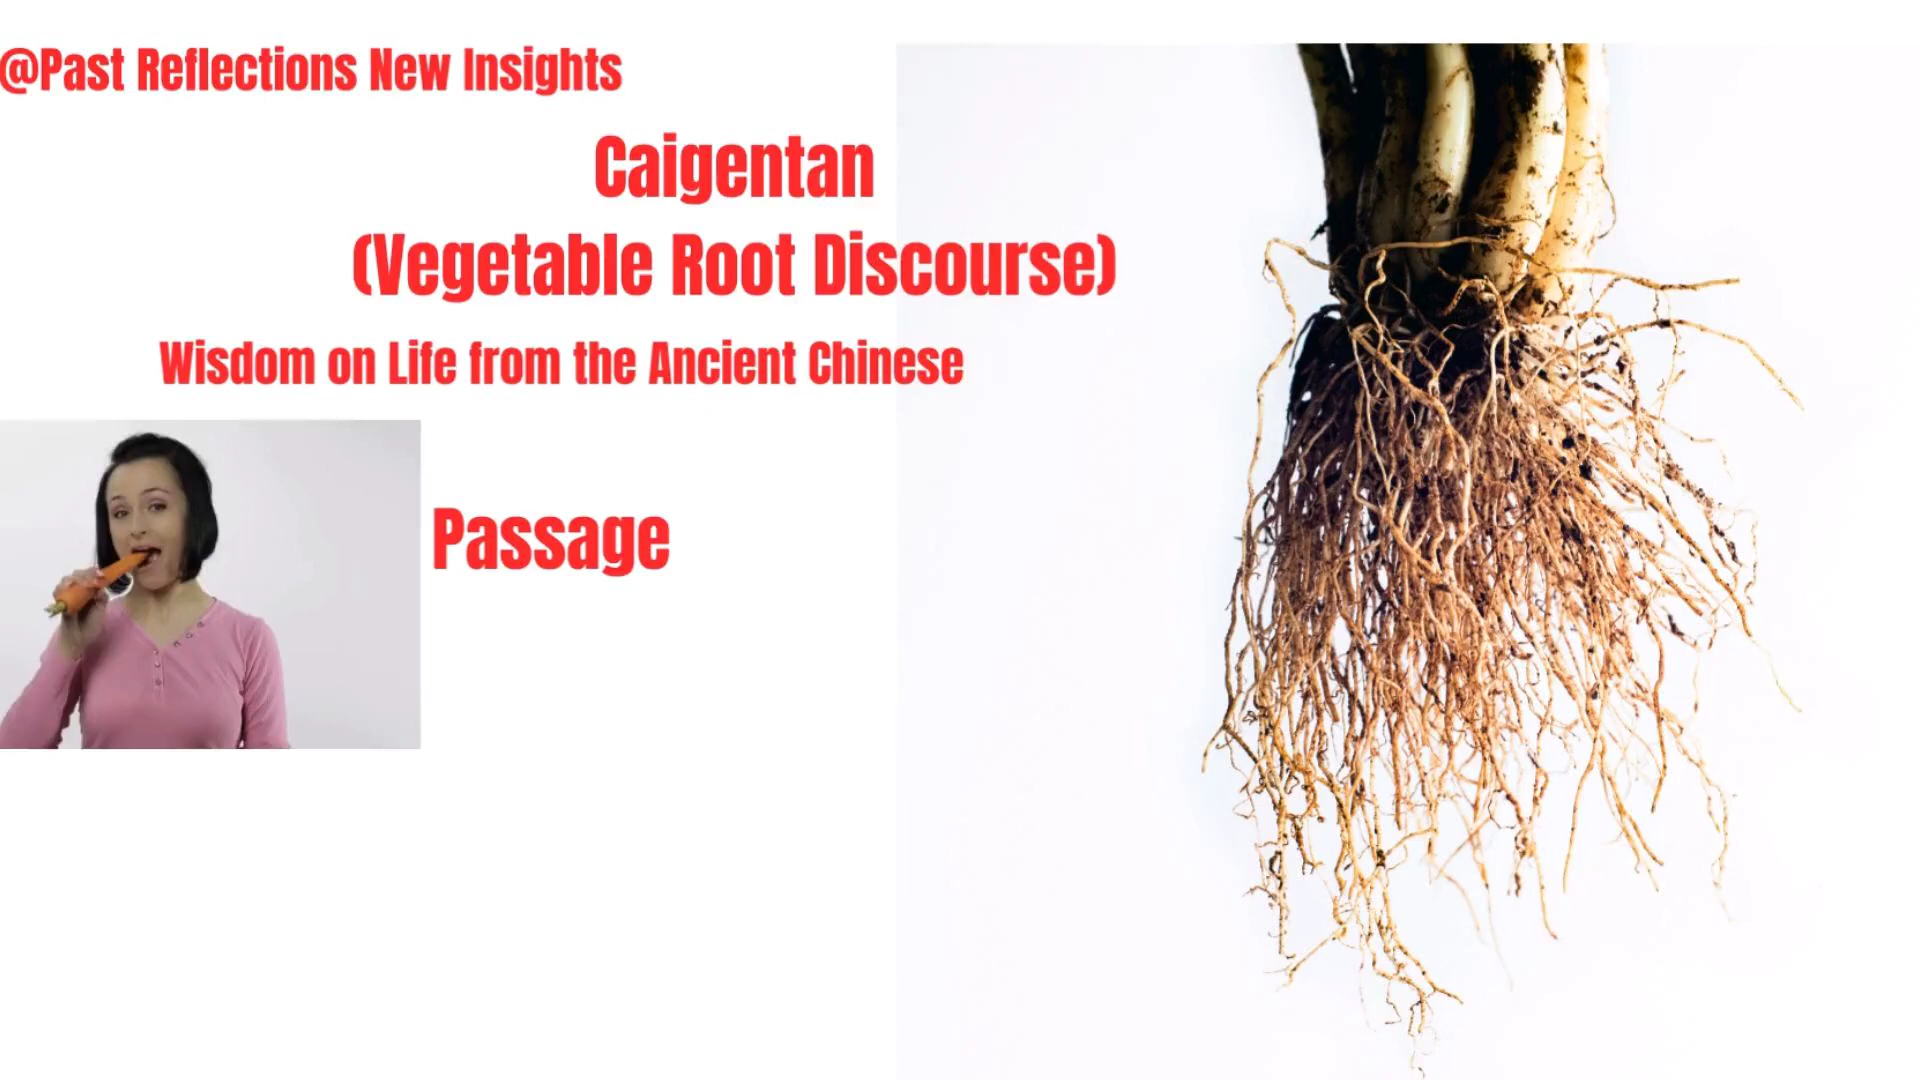 @Past Reflections New Insights
Caigentan
(Vegetable Root Discourse)
Wisdom on Life from the Ancient Chinese
Passage